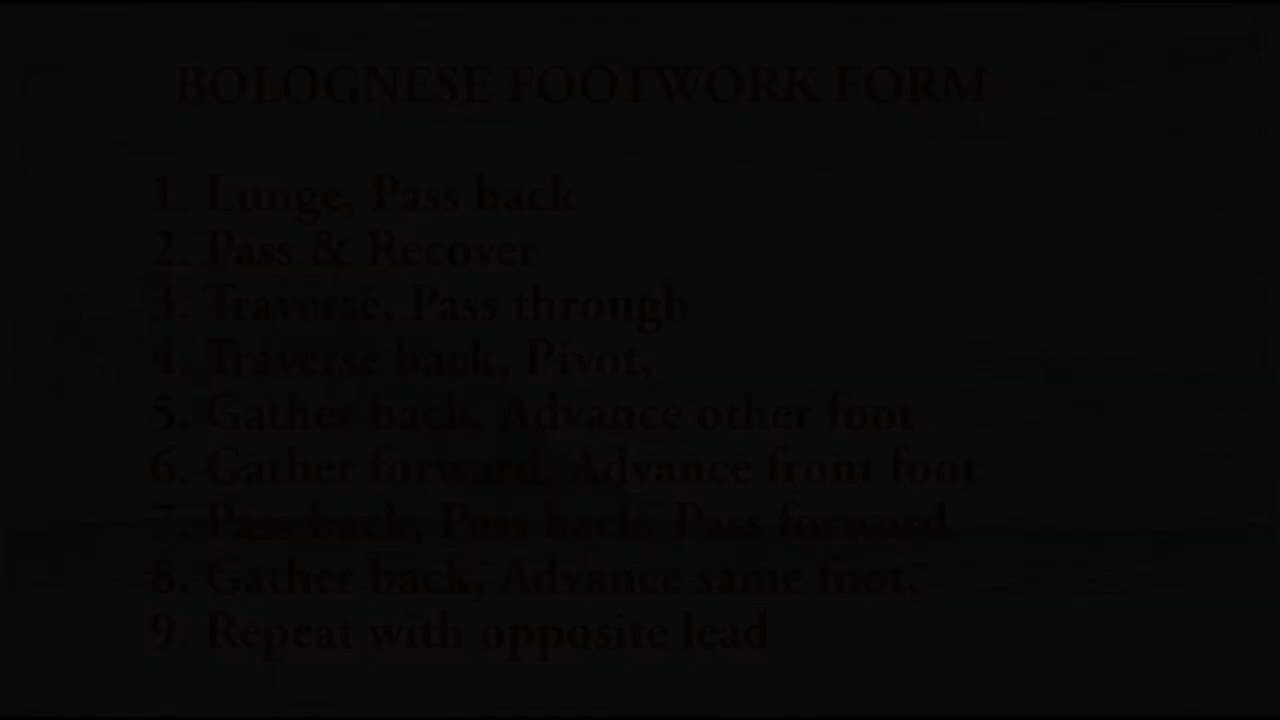 BOLOGNESE FOOTWORK FORM
1. Lunge, Pass back
2. Pass & Recover
3. Traverse, Pass through
4. Traverse back, Pivot,
5. Gather back, Advance other foot
6. Gather forward, Advance front foot
7. Pass back, Pass back, Pass forward
8. Gather back, Advance same foot,
9. Repeat with opposite lead